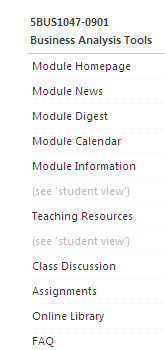 5BUS1047-0901
Business Analysis Tools
Module Homepage
Module News
Module Digest
Module Calendar
Module Information
(see 'student view')
Teaching Resources
(see 'student view')
Class Discussion
Assignments
Online Library
FAQ